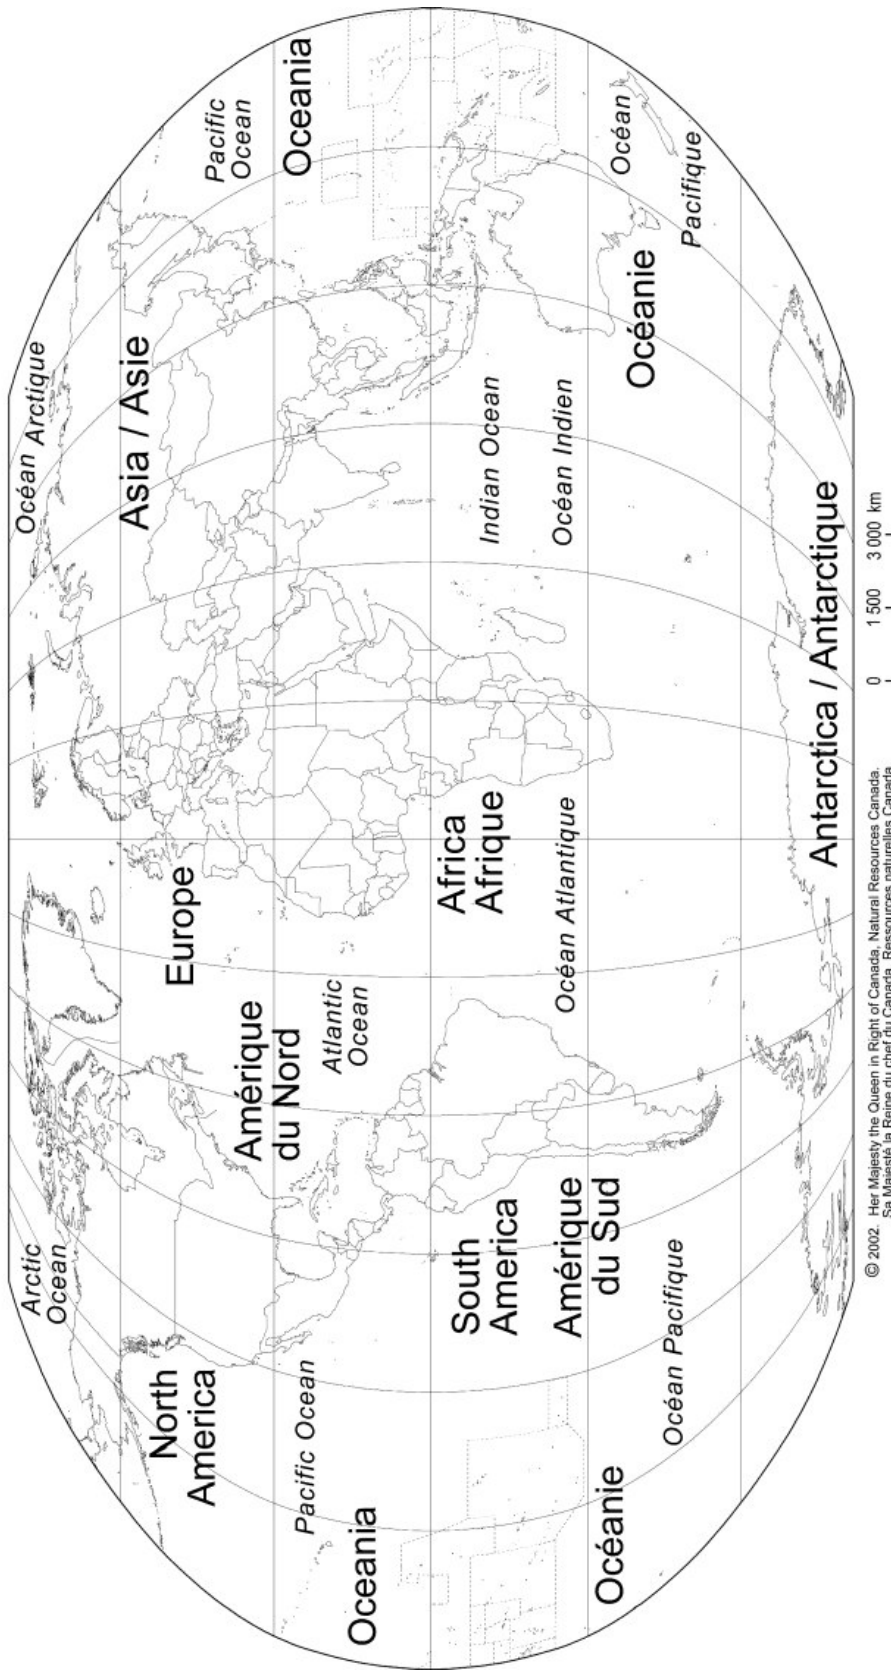 Océan Arctique
Arctic
Ocean
North
America
Amérique
du Nord
Europe
Asia / Asie
Pacific
Ocean
Oceania
Pacific Ocean
Oceania
Atlantic
Ocean
Africa
Afrique
Indian Ocean
Océan Indien
South
America
Amérique
du Sud
Océan Atlantique
Océanie
Océan Pacifique
Océanie
Océan
Pacifique
Antarctica / Antarctique
© 2002. Her Majesty the Queen in Right of Canada, Natural Resources Canada.
Sa Majesté la Reine du chef du Canada, Ressources naturelles Canada.
0 1 500 3 000 km